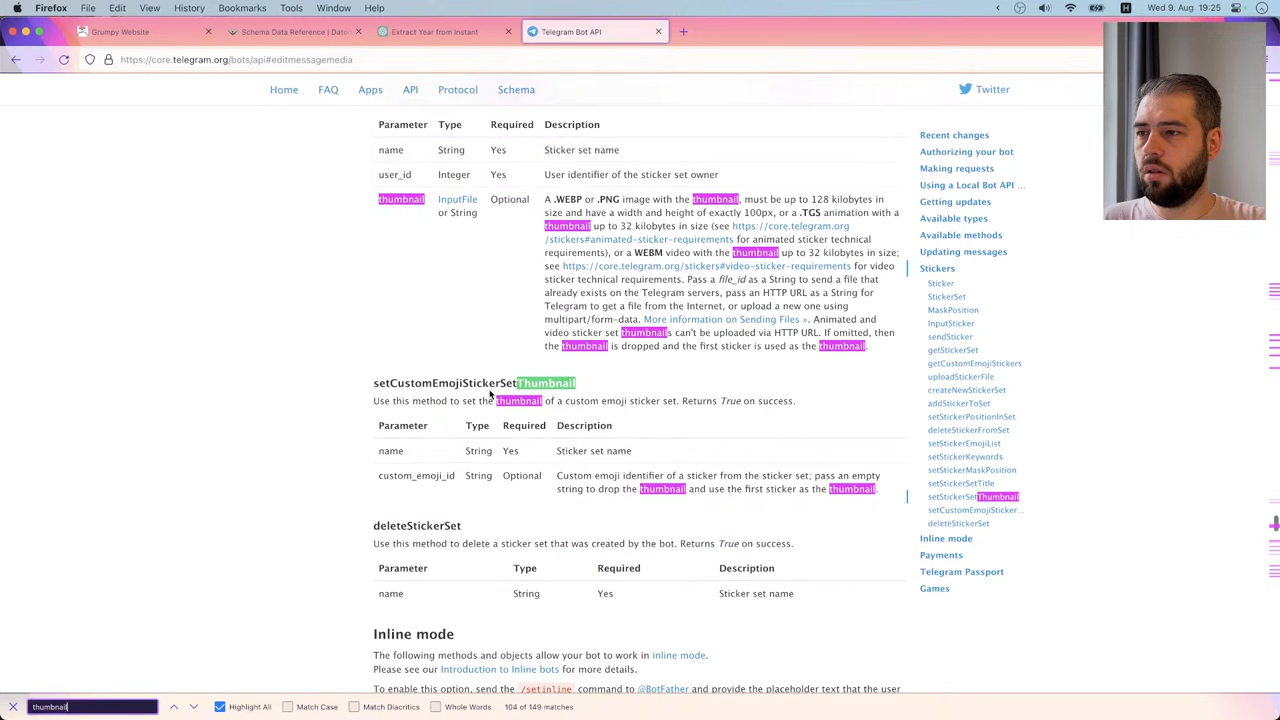 Firefox File Edit View History Bookmarks Tools Window Help
Wed 9. Aug 19:25
Grumpy Website
Schema Data Reference | Dato
Extract Year from Instant
Telegram Bot API
https://core.telegram.org/bots/api#editmessagemedia
Home FAQ Apps API Protocol Schema
Twitter
Parameter Type Required Description
name String Yes Sticker set name
user_id Integer Yes User identifier of the sticker set owner
thumbnail InputFile Optional A .WEBP or .PNG image with the thumbnail, must be up to 128 kilobytes in
or String size and have a width and height of exactly 100px, or a .TGS animation with a
thumbnail up to 32 kilobytes in size (see https://core.telegram.org
/stickers#animated-sticker-requirements for animated sticker technical
requirements), or a WEBM video with the thumbnail up to 32 kilobytes in size;
see https://core.telegram.org/stickers#video-sticker-requirements for video
sticker technical requirements. Pass a file_id as a String to send a file that
already exists on the Telegram servers, pass an HTTP URL as a String for
Telegram to get a file from the Internet, or upload a new one using
multipart/form-data. More information on Sending Files ». Animated and
video sticker set thumbnails can't be uploaded via HTTP URL. If omitted, then
the thumbnail is dropped and the first sticker is used as the thumbnail.
setCustomEmojiStickerSetThumbnail
Use this method to set the thumbnail of a custom emoji sticker set. Returns True on success.
Parameter Type Required Description
name String Yes Sticker set name
custom_emoji_id String Optional Custom emoji identifier of a sticker from the sticker set; pass an empty
string to drop the thumbnail and use the first sticker as the thumbnail.
deleteStickerSet
Use this method to delete a sticker set that was created by the bot. Returns True on success.
Parameter Type Required Description
name String Yes Sticker set name
Inline mode
The following methods and objects allow your bot to work in inline mode.
Please see our Introduction to Inline bots for more details.
To enable this option, send the /setinline command to @BotFather and provide the placeholder text that the user
Recent changes
Authorizing your bot
Making requests
Using a Local Bot API ...
Getting updates
Available types
Available methods
Updating messages
Stickers
Sticker
StickerSet
MaskPosition
InputSticker
sendSticker
getStickerSet
getCustomEmojiStickers
uploadStickerFile
createNewStickerSet
addStickerToSet
setStickerPositionInSet
deleteStickerFromSet
setStickerEmojiList
setStickerKeywords
setStickerMaskPosition
setStickerSetTitle
setStickerSetThumbnail
setCustomEmojiSticker...
deleteStickerSet
Inline mode
Payments
Telegram Passport
Games
thumbnail
Highlight All Match Case Match Diacritics Whole Words 104 of 149 matches